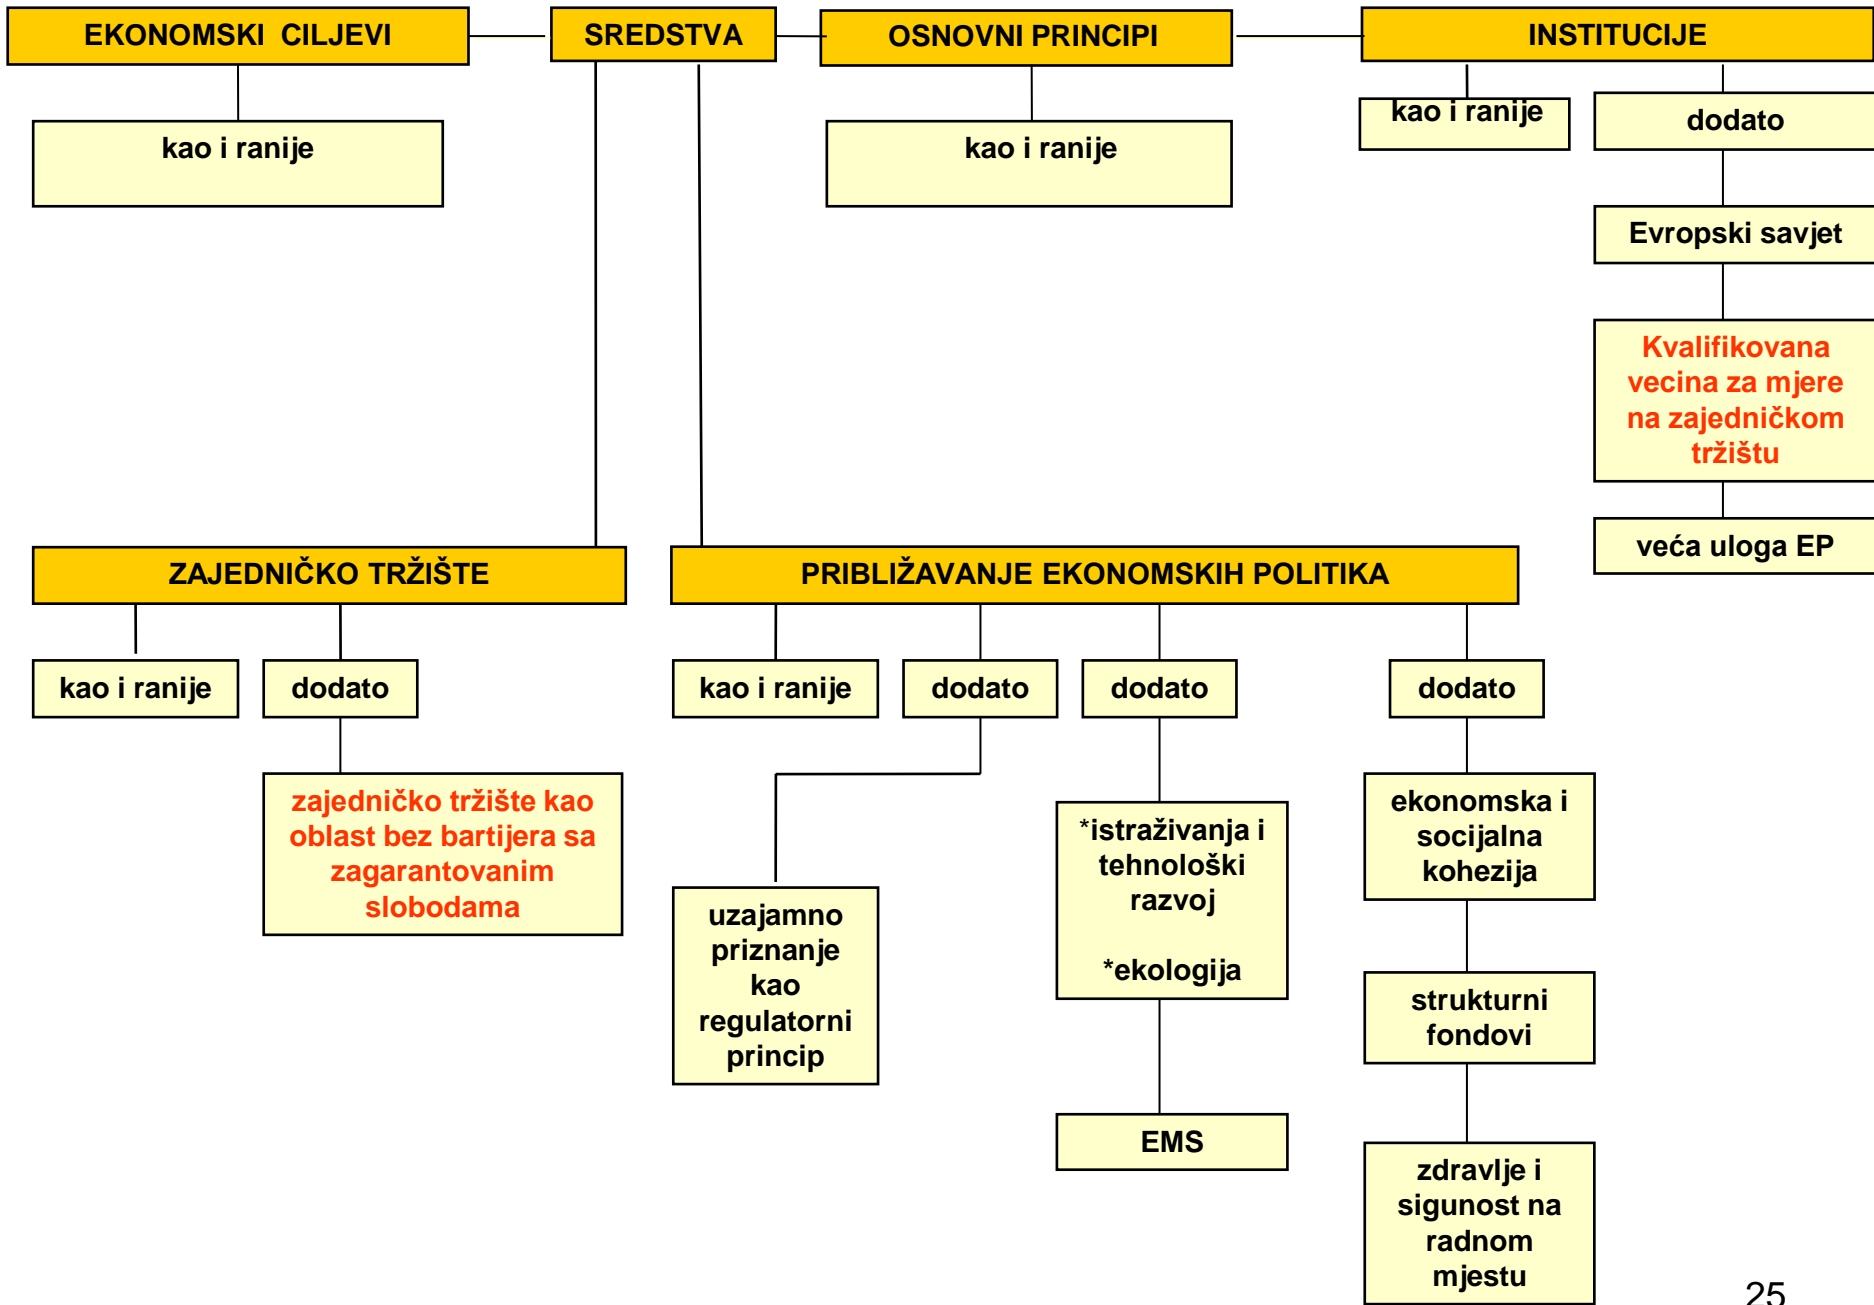 EKONOMSKI CILJEVI
SREDSTVA
OSNOVNI PRINCIPI
INSTITUCIJE
kao i ranije
kao i ranije
kao i ranije
dodato
Evropski savjet
Kvalifikovana
vecina za mjere
na zajedničkom
tržištu
veća uloga EP
ZAJEDNIČKO TRŽIŠTE
kao i ranije
dodato
zajedničko tržište kao
oblast bez bartijera sa
zagarantovanim
slobodama
PRIBLIŽAVANJE EKONOMSKIH POLITIKA
kao i ranije
dodato
dodato
dodato
uzajamno
priznanje
kao
regulatorni
princip
*istraživanja i
tehnološki
razvoj
*ekologija
EMS
ekonomska i
socijalna
kohezija
strukturni
fondovi
zdravlje i
sigunost na
radnom
mjestu
25